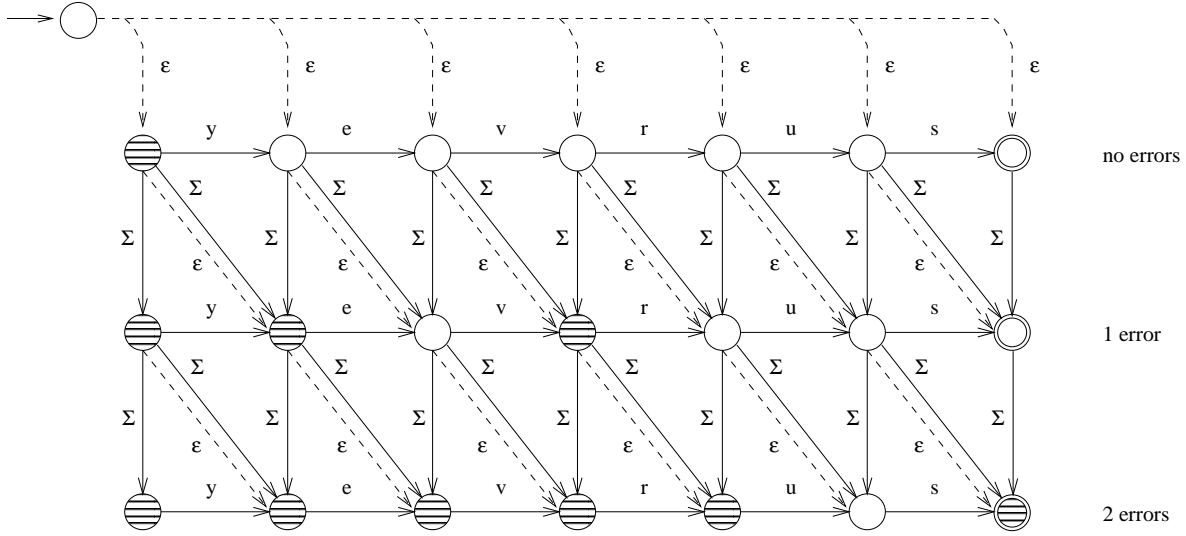 ε ε ε ε ε ε ε
y e v r u s
no errors
Σ Σ Σ Σ Σ Σ
Σ Σ Σ Σ Σ Σ Σ
ε ε ε ε ε ε
y e v r u s
1 error
Σ Σ Σ Σ Σ Σ
Σ Σ Σ Σ Σ Σ Σ
ε ε ε ε ε ε
y e v r u s
2 errors